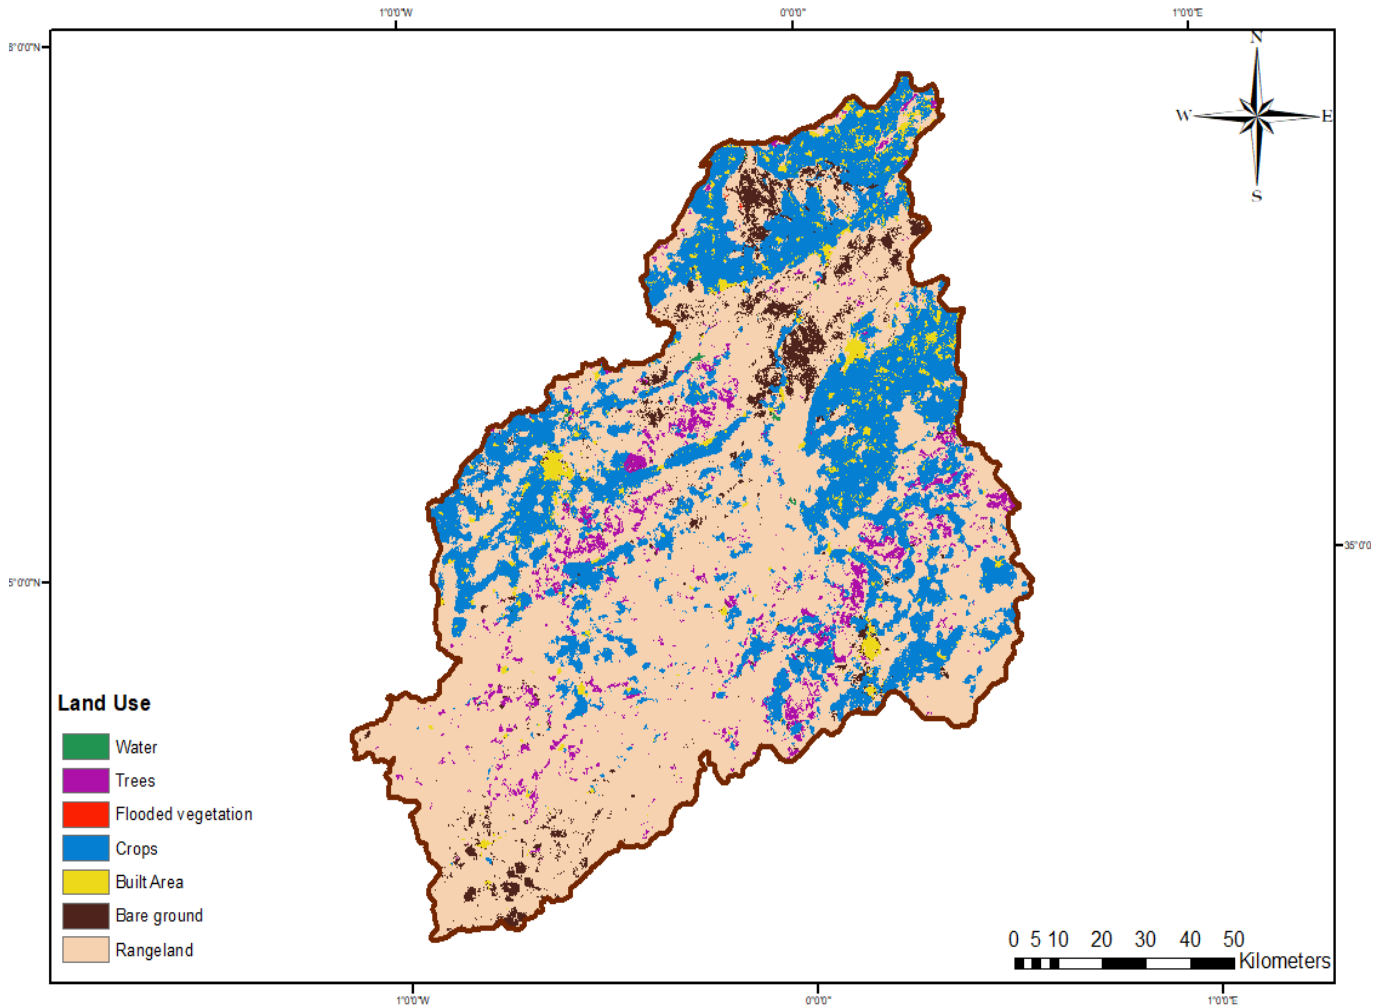 1°0'0"W 0°0'0" 1°0'0"E
6°0'0"N
N
W E
S
35°0'0
5°0'0"N
Land Use
Water
Trees
Flooded vegetation
Crops
Built Area
Bare ground
Rangeland
0 5 10 20 30 40 50
Kilometers
1°0'0"W 0°0'0" 1°0'0"E